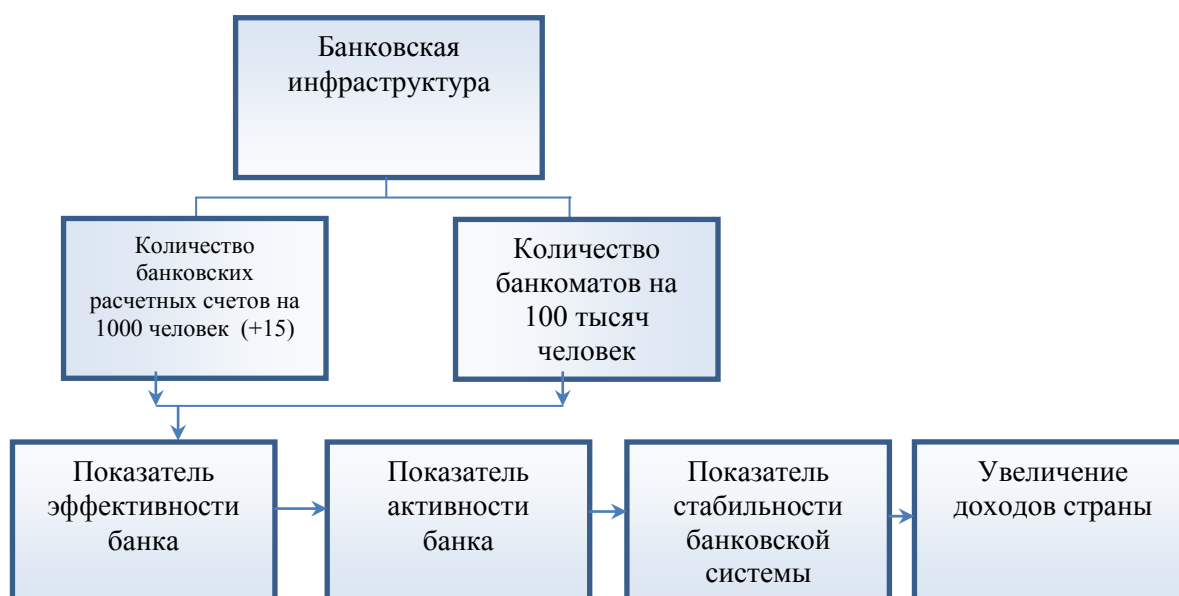 Банковская
инфраструктура
Количество
банковских
расчетных счетов на
1000 человек (+15)
Количество
банкоматов на
100 тысяч
человек
Показатель
эффективности
банка
Показатель
активности
банка
Показатель
стабильности
банковской
системы
Увеличение
доходов страны